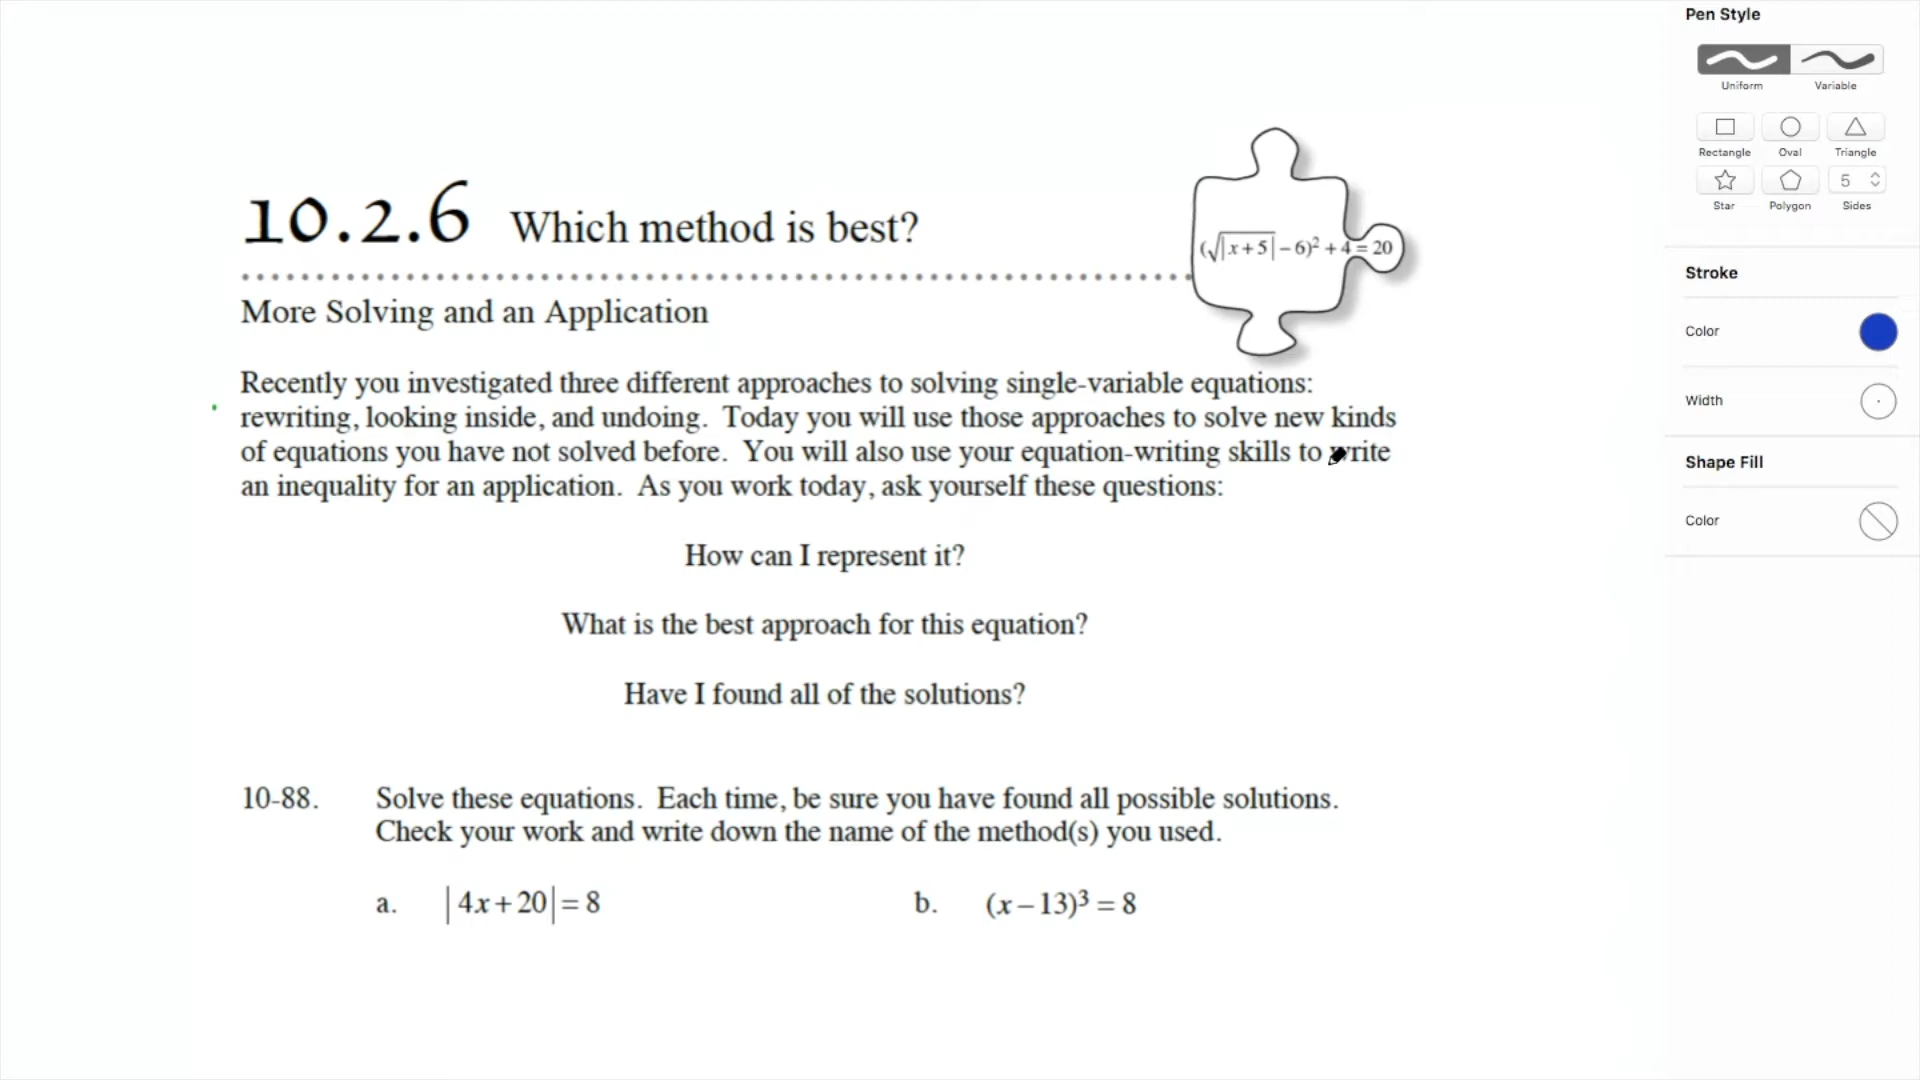 10.2.6 Which method is best?
(√|x+5| – 6)² + 4 = 20
More Solving and an Application
Recently you investigated three different approaches to solving single-variable equations:
rewriting, looking inside, and undoing. Today you will use those approaches to solve new kinds
of equations you have not solved before. You will also use your equation-writing skills to write
an inequality for an application. As you work today, ask yourself these questions:
How can I represent it?
What is the best approach for this equation?
Have I found all of the solutions?
10-88. Solve these equations. Each time, be sure you have found all possible solutions.
Check your work and write down the name of the method(s) you used.
a. |4x+20| = 8 b. (x–13)³ = 8
Pen Style
Uniform Variable
Rectangle Oval Triangle
5
Star Polygon Sides
Stroke
Color
Width
Shape Fill
Color